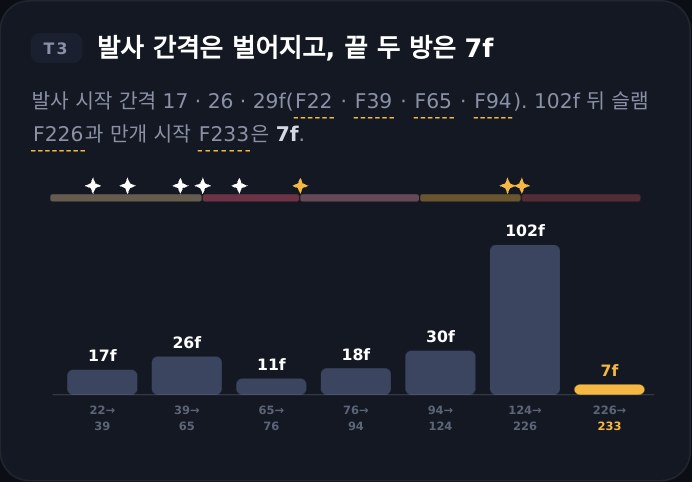 T3 발사 간격은 벌어지고, 끝 두 방은 7f
발사 시작 간격 17 · 26 · 29f(F22 · F39 · F65 · F94). 102f 뒤 슬램
F226과 만개 시작 F233은 7f.
17f
26f
11f
18f
30f
102f
7f
22→
39
39→
65
65→
76
76→
94
94→
124
124→
226
226→
233